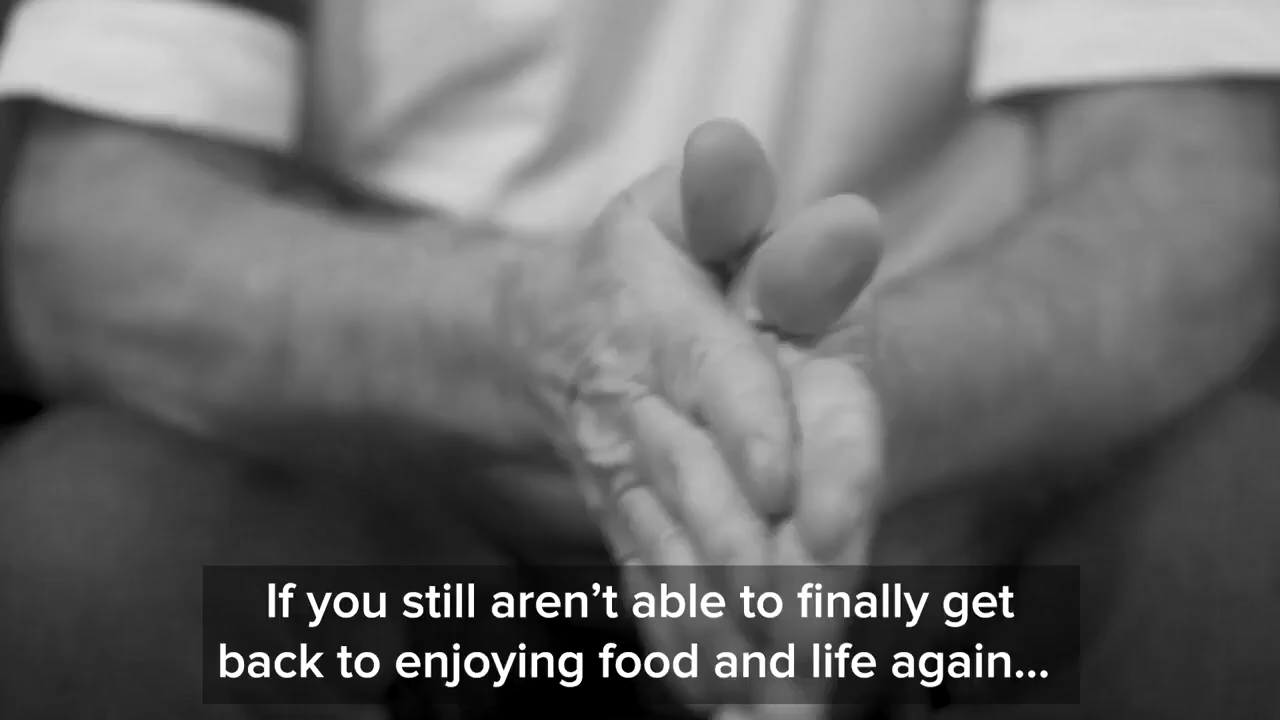 If you still aren’t able to finally get
back to enjoying food and life again...